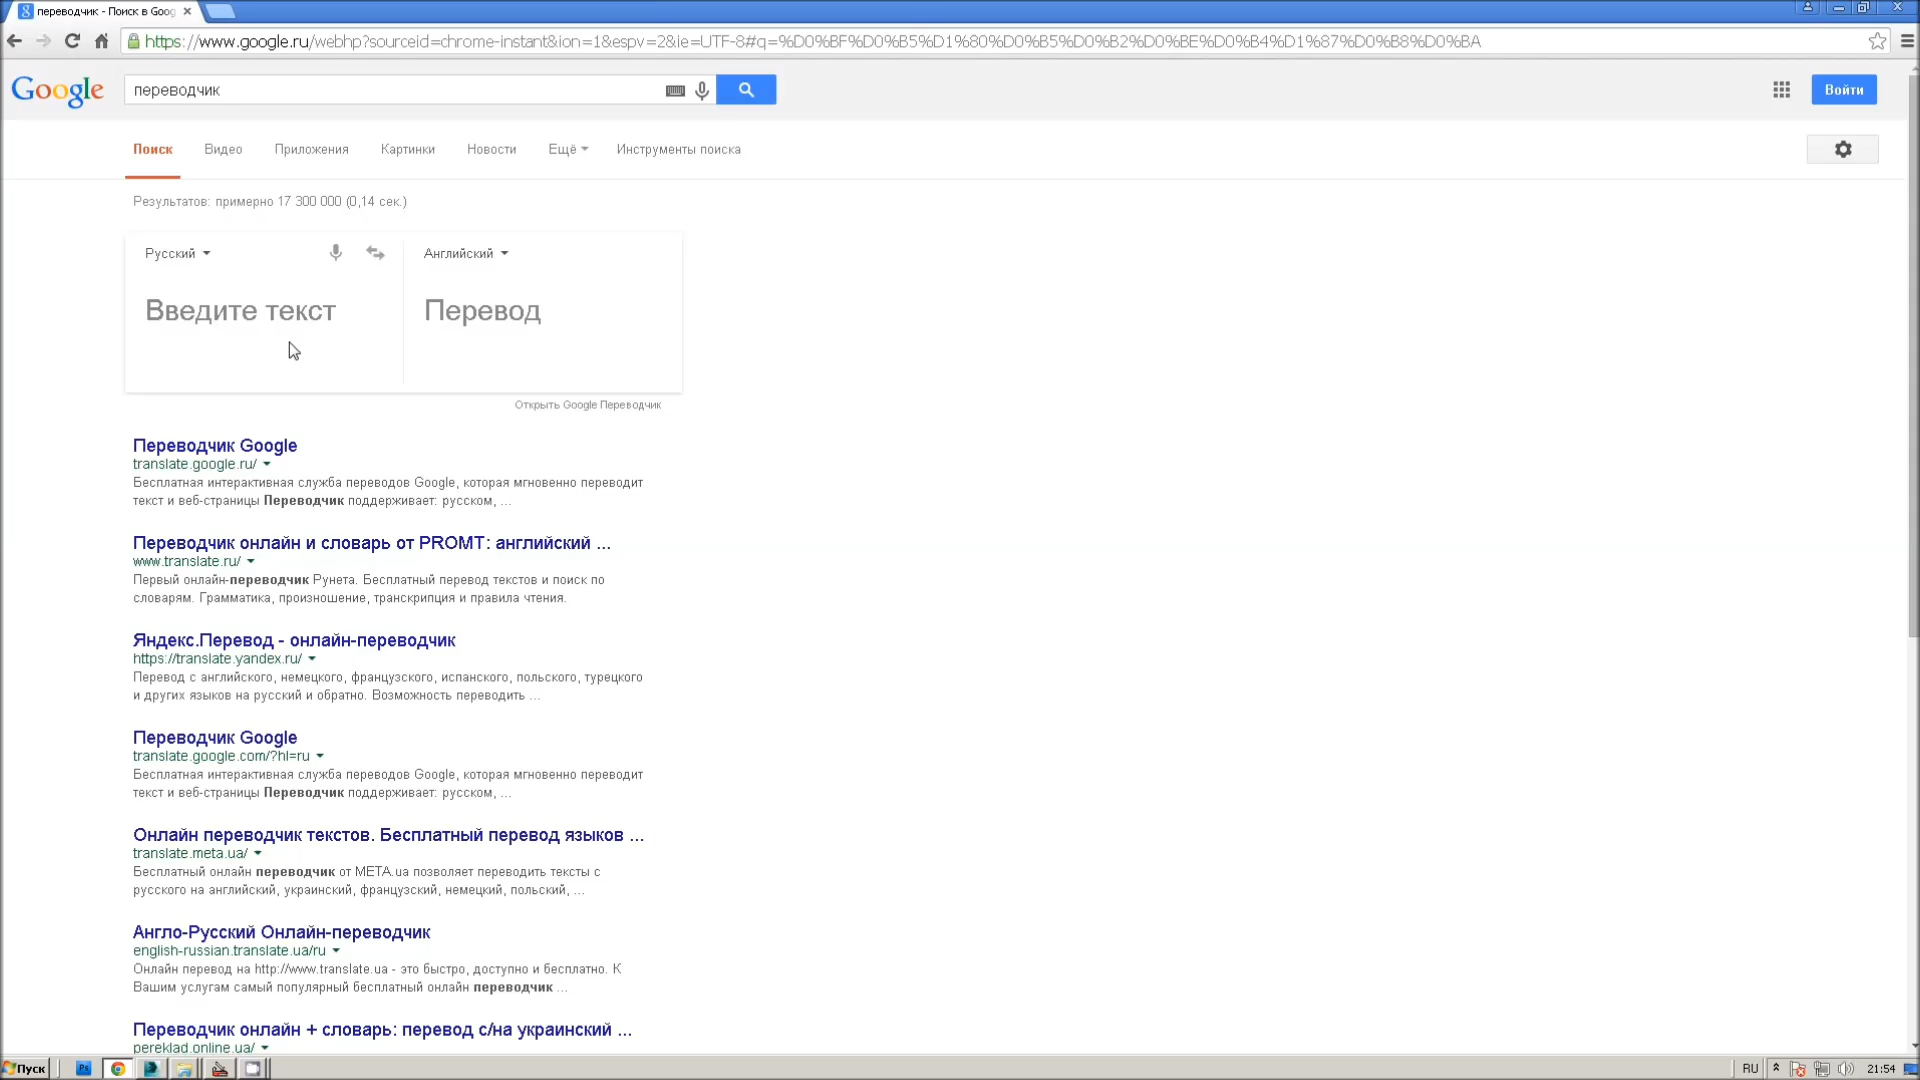 переводчик - Поиск в Goog
https://www.google.ru/webhp?sourceid=chrome-instant&ion=1&espv=2&ie=UTF-8#q=%D0%BF%D0%B5%D1%80%D0%B5%D0%B2%D0%BE%D0%B4%D1%87%D0%B8%D0%BA
Google
переводчик
Войти
Поиск Видео Приложения Картинки Новости Ещё Инструменты поиска
Результатов: примерно 17 300 000 (0,14 сек.)
Русский Английский
Введите текст Перевод
Открыть Google Переводчик
Переводчик Google
translate.google.ru/
Бесплатная интерактивная служба переводов Google, которая мгновенно переводит
текст и веб-страницы Переводчик поддерживает: русском, ...
Переводчик онлайн и словарь от PROMT: английский ...
www.translate.ru/
Первый онлайн-переводчик Рунета. Бесплатный перевод текстов и поиск по
словарям. Грамматика, произношение, транскрипция и правила чтения.
Яндекс.Перевод - онлайн-переводчик
https://translate.yandex.ru/
Перевод с английского, немецкого, французского, испанского, польского, турецкого
и других языков на русский и обратно. Возможность переводить ...
Переводчик Google
translate.google.com/?hl=ru
Бесплатная интерактивная служба переводов Google, которая мгновенно переводит
текст и веб-страницы Переводчик поддерживает: русском, ...
Онлайн переводчик текстов. Бесплатный перевод языков ...
translate.meta.ua/
Бесплатный онлайн переводчик от META.ua позволяет переводить тексты с
русского на английский, украинский, французский, немецкий, польский, ...
Англо-Русский Онлайн-переводчик
english-russian.translate.ua/ru
Онлайн перевод на http://www.translate.ua - это быстро, доступно и бесплатно. К
Вашим услугам самый популярный бесплатный онлайн переводчик ...
Переводчик онлайн + словарь: перевод с/на украинский ...
pereklad.online.ua/
Пуск Ps RU 21:54